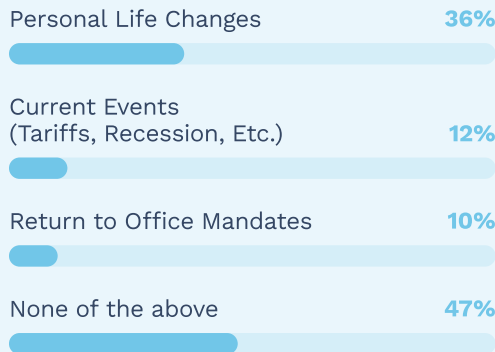 Personal Life Changes 36%
Current Events
(Tariffs, Recession, Etc.) 12%
Return to Office Mandates 10%
None of the above 47%